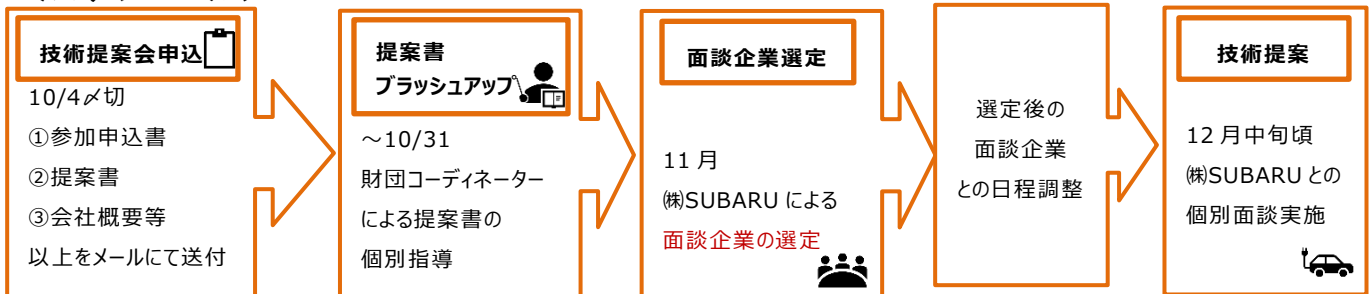 技術提案会申込
10/4〆切
①参加申込書
②提案書
③会社概要等
以上をメールにて送付
提案書
ブラッシュアップ
～10/31
財団コーディネーター
による提案書の
個別指導
面談企業選定
11月
㈱SUBARUによる
面談企業の選定
選定後の
面談企業
との日程調整
技術提案
12月中旬頃
㈱SUBARUとの
個別面談実施